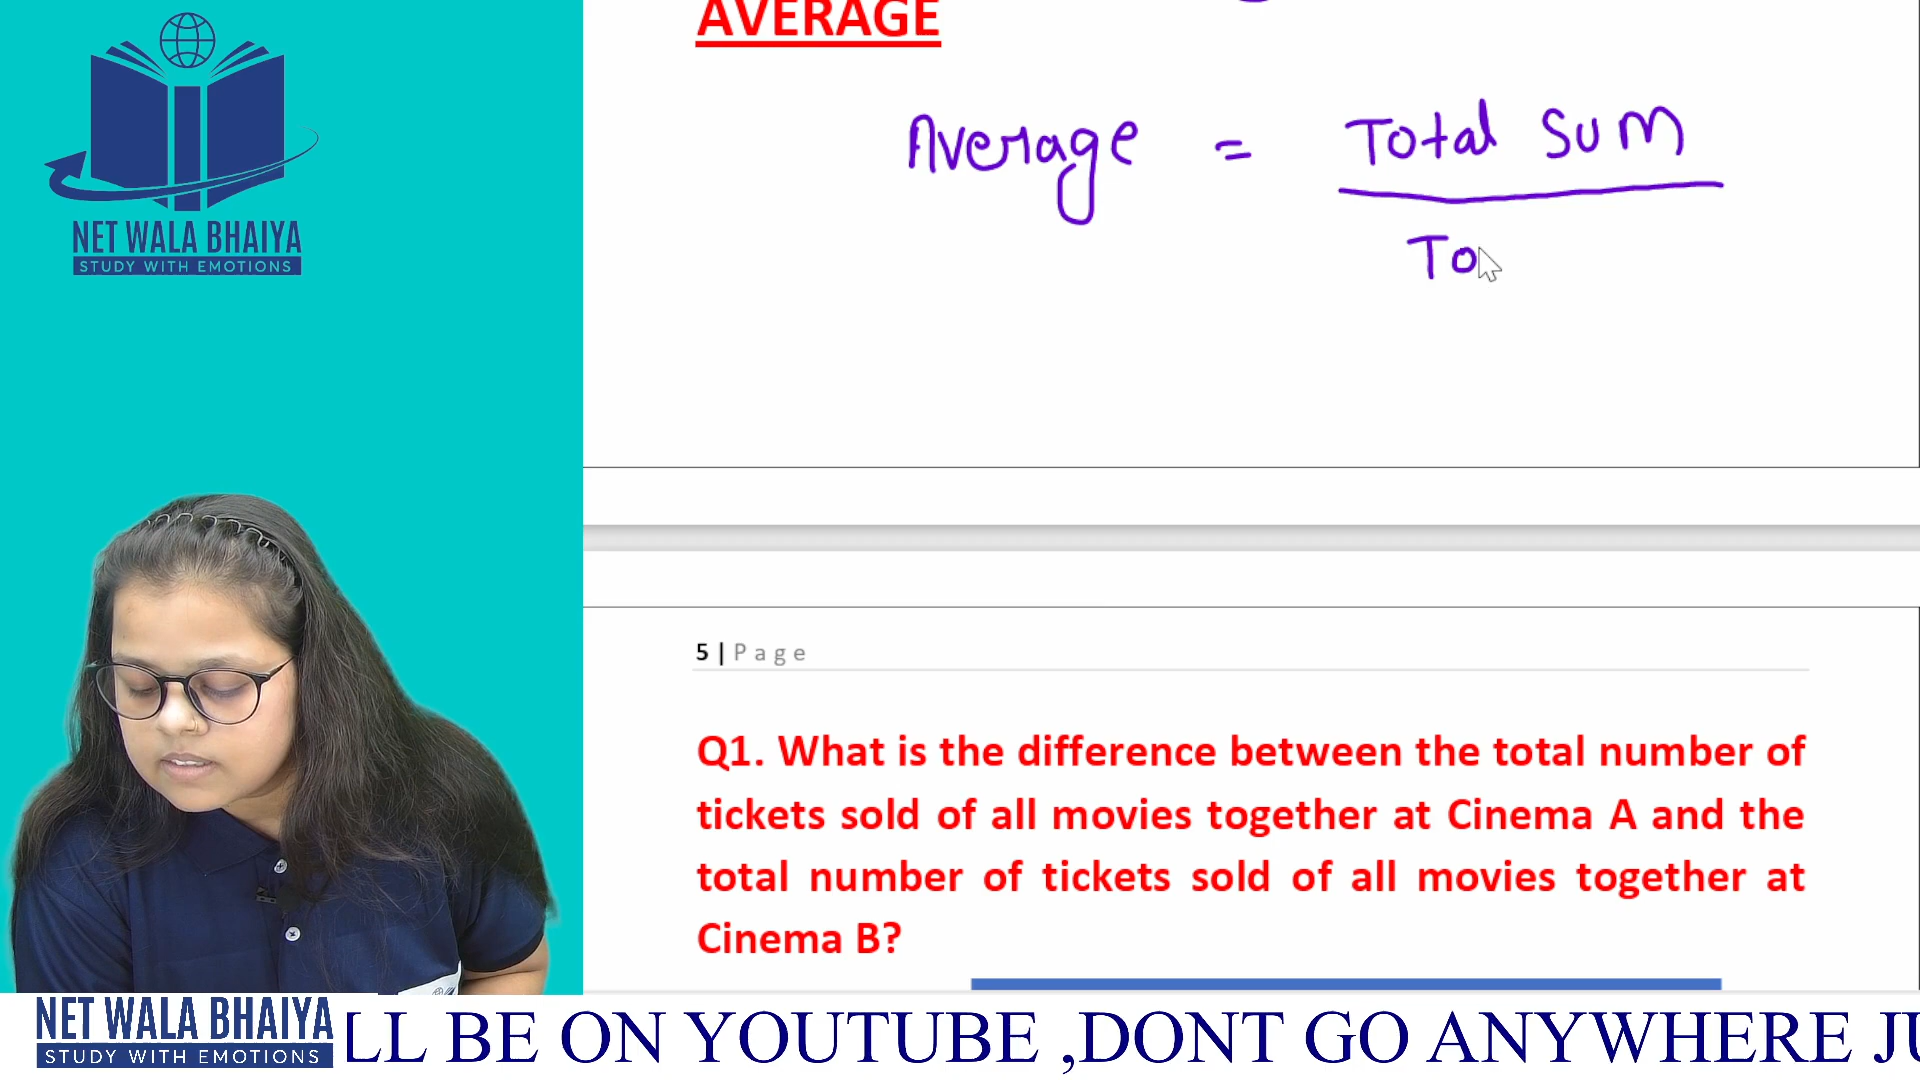 NET WALA BHAIYA
STUDY WITH EMOTIONS
AVERAGE
Average = Total Sum
To
5 | Page
Q1. What is the difference between the total number of
tickets sold of all movies together at Cinema A and the
total number of tickets sold of all movies together at
Cinema B?
NET WALA BHAIYA
STUDY WITH EMOTIONS
LL BE ON YOUTUBE ,DONT GO ANYWHERE JU